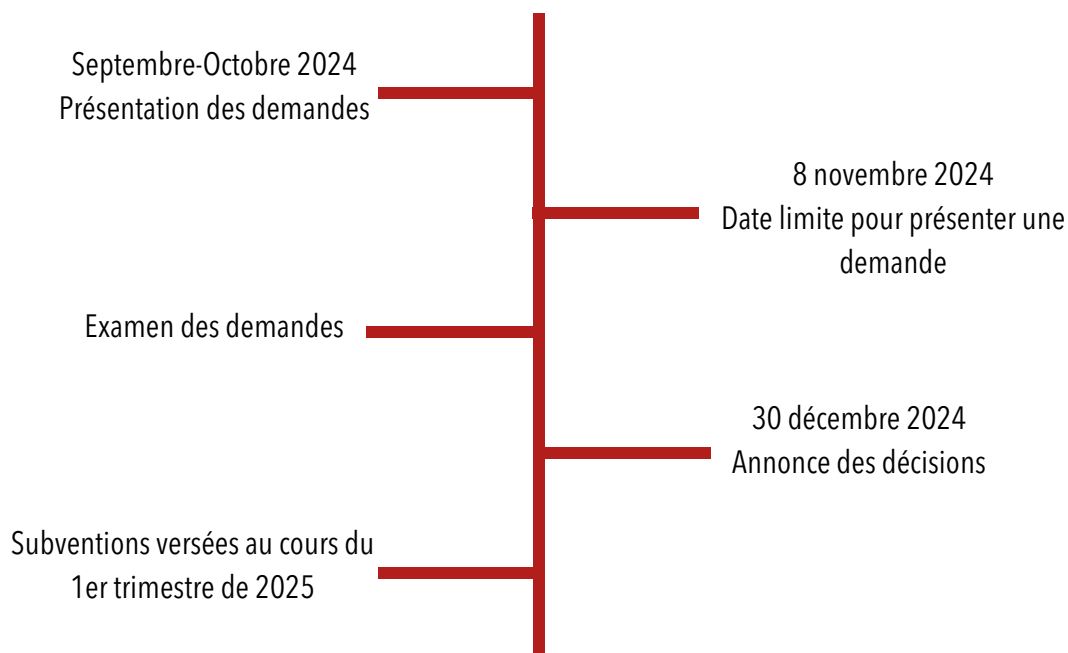 Septembre-Octobre 2024
Présentation des demandes
8 novembre 2024
Date limite pour présenter une
demande
Examen des demandes
30 décembre 2024
Annonce des décisions
Subventions versées au cours du
1er trimestre de 2025